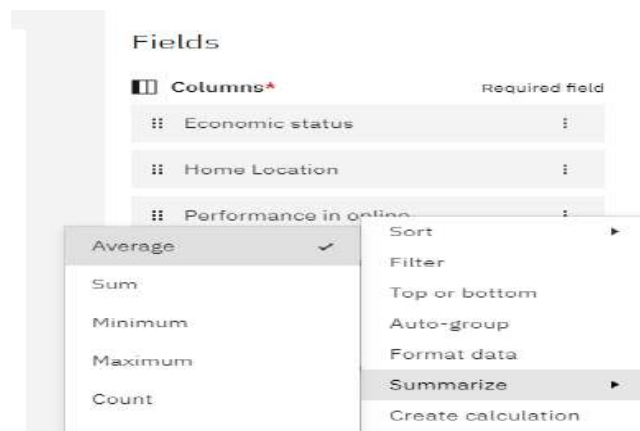 Fields
Columns*
Required field
Economic status
Home Location
Performance in online
Average
Sum
Minimum
Maximum
Count
Sort
Filter
Top or bottom
Auto-group
Format data
Summarize
Create calculation